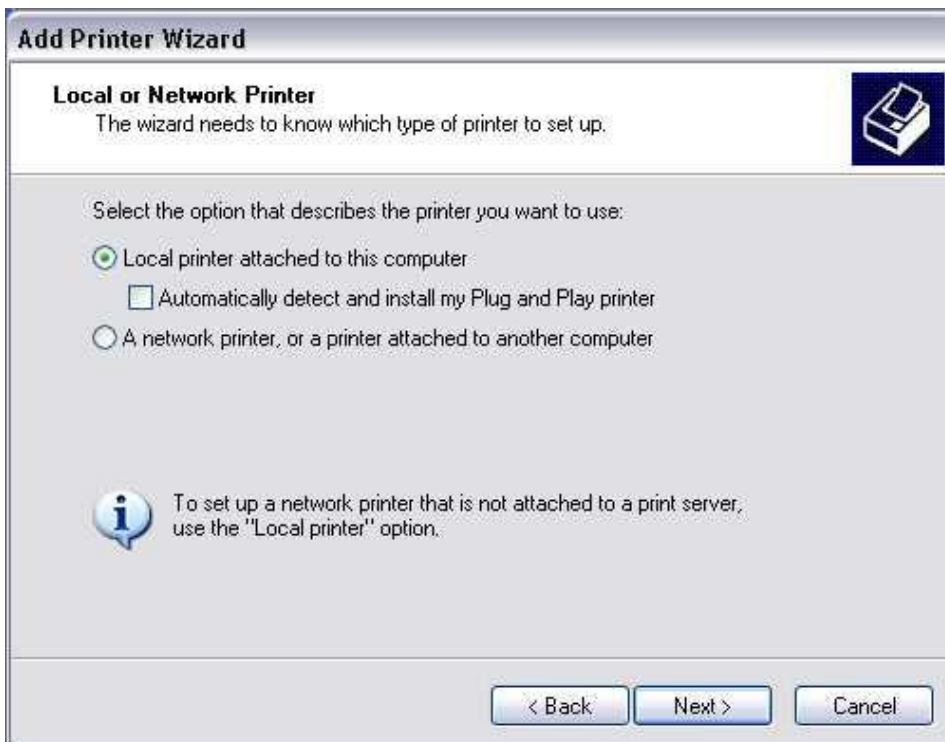 Add Printer Wizard
Local or Network Printer
The wizard needs to know which type of printer to set up.
Select the option that describes the printer you want to use:
Local printer attached to this computer
Automatically detect and install my Plug and Play printer
A network printer, or a printer attached to another computer
To set up a network printer that is not attached to a print server,
use the "Local printer" option.
< Back Next > Cancel